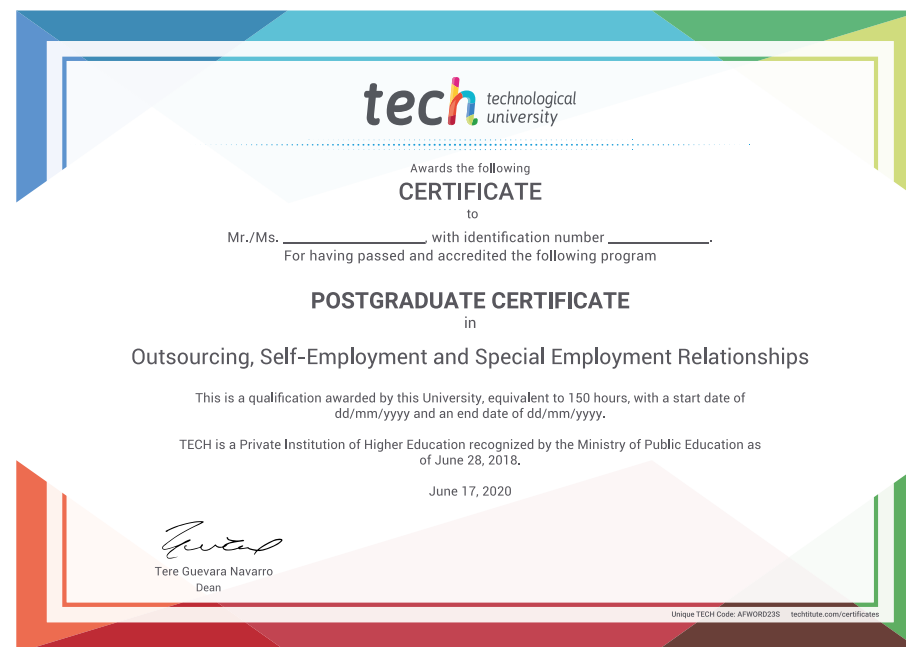 tech technological
university
Awards the following
CERTIFICATE
to
Mr./Ms. ____________________, with identification number ______________.
For having passed and accredited the following program
POSTGRADUATE CERTIFICATE
in
Outsourcing, Self-Employment and Special Employment Relationships
This is a qualification awarded by this University, equivalent to 150 hours, with a start date of
dd/mm/yyyy and an end date of dd/mm/yyyy.
TECH is a Private Institution of Higher Education recognized by the Ministry of Public Education as
of June 28, 2018.
June 17, 2020
Tere Guevara Navarro
Dean
Unique TECH Code: AFWORD23S techtitute.com/certificates